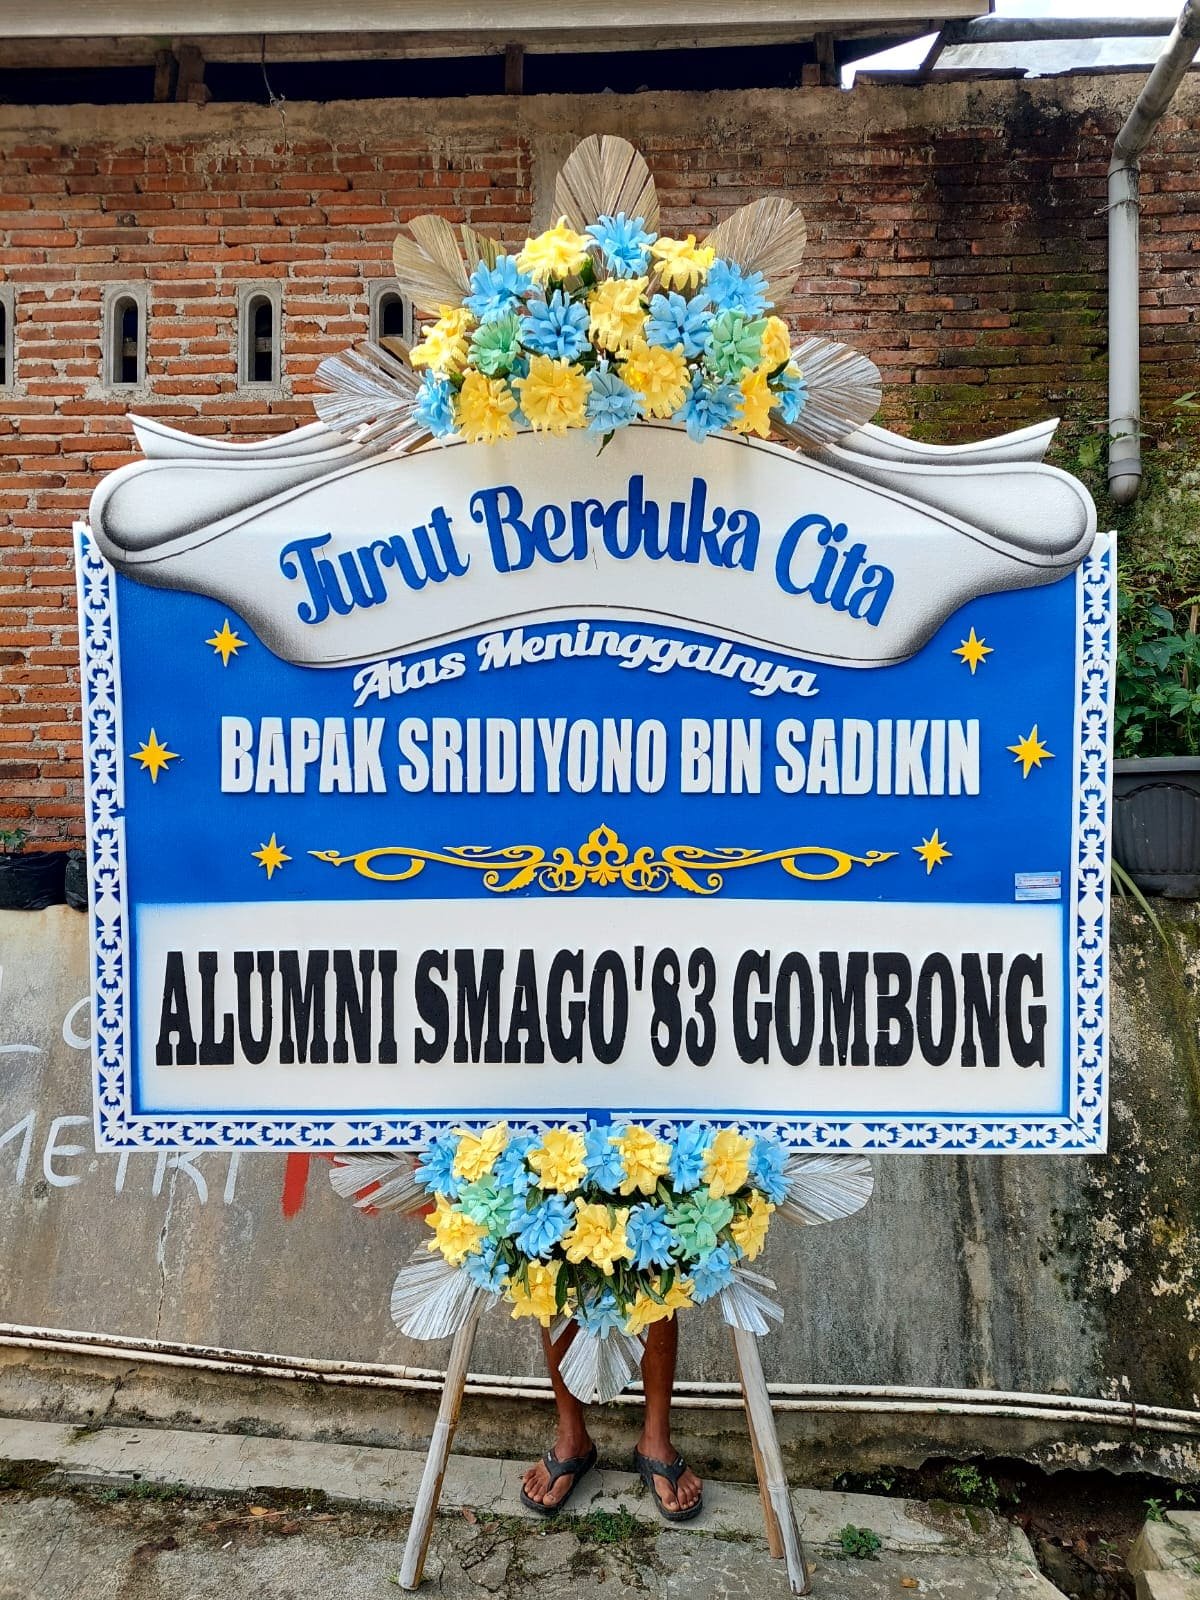 Turut Berduka Cita
Atas Meninggalnya
BAPAK SRIDIYONO BIN SADIKIN
ALUMNI SMAGO'83 GOMBONG